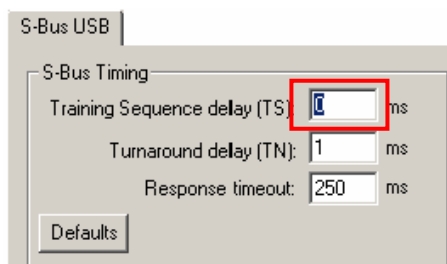 S-Bus USB
S-Bus Timing
Training Sequence delay (TS) 0 ms
Turnaround delay (TN): 1 ms
Response timeout: 250 ms
Defaults